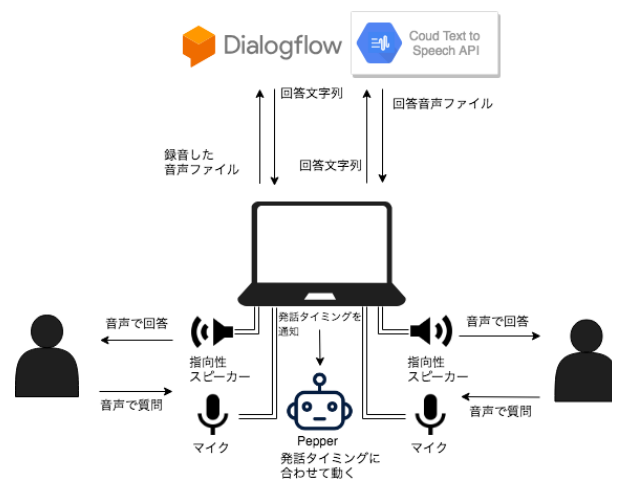 Dialogflow
Coud Text to
Speech API
回答文字列
回答音声ファイル
録音した
音声ファイル
回答文字列
発話タイミングを
通知
音声で回答
指向性
スピーカー
音声で質問
マイク
音声で回答
指向性
スピーカー
音声で質問
マイク
Pepper
発話タイミングに
合わせて動く